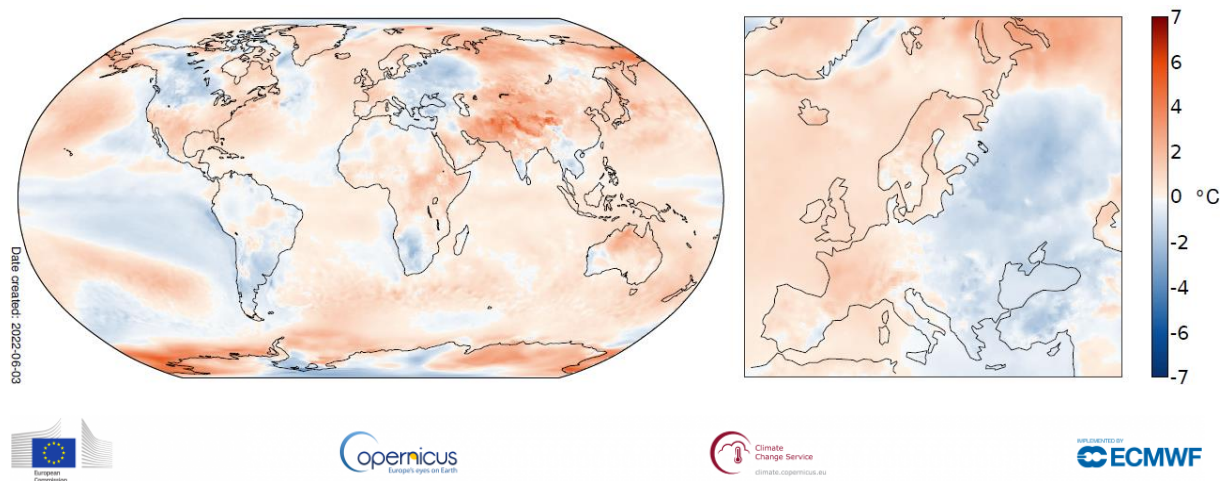 7
6
4
2
0 °C
-2
-4
-6
-7
Date created: 2022-06-03
European
Commission
opernicus
Europe's eyes on Earth
Climate
Change Service
climate.copernicus.eu
IMPLEMENTED BY
ECMWF